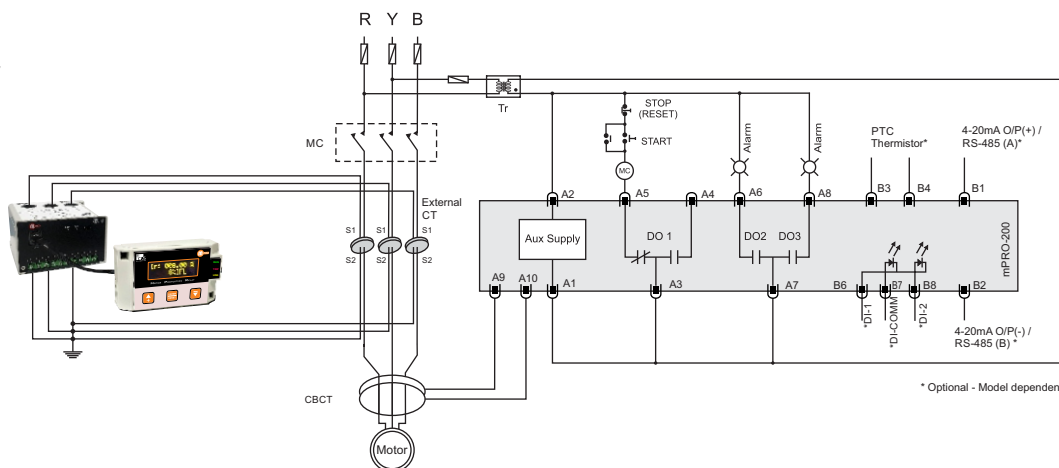 R Y B
Tr
MC
STOP
(RESET)
START
MC
Alarm
Alarm
PTC
Thermistor*
4-20mA O/P(+) /
RS-485 (A)*
A2
A5
A4
A6
A8
B3
B4
B1
External
CT
S1
S1
S1
S2
S2
S2
Aux Supply
DO 1
DO2
DO3
mPRO-200
A9
A10
A1
A3
A7
B6
B7
B8
B2
*DI-1
*DI-COMM
*DI-2
4-20mA O/P(-) /
RS-485 (B) *
CBCT
Motor
* Optional - Model dependen